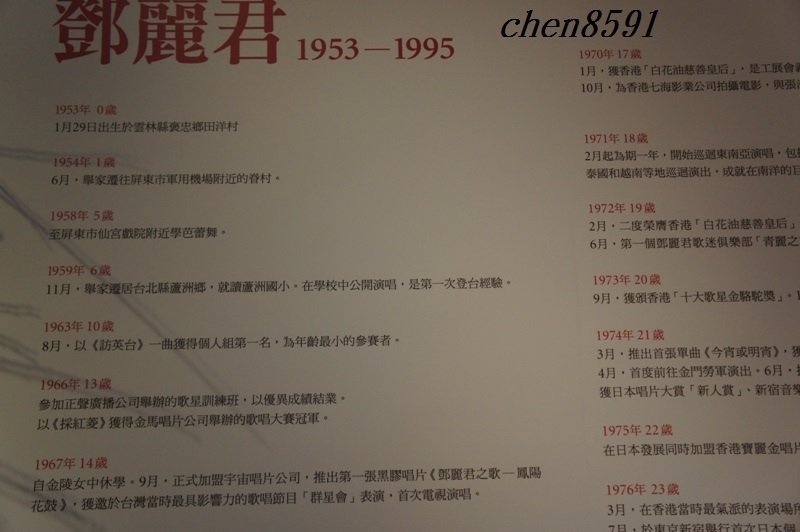 chen8591
鄧麗君 1953—1995
1953年 0歲
1月29日出生於雲林縣褒忠鄉田洋村
1954年 1歲
6月，舉家遷往屏東市軍用機場附近的眷村。
1958年 5歲
至屏東市仙宮戲院附近學芭蕾舞。
1959年 6歲
11月，舉家遷居台北縣蘆洲鄉，就讀蘆洲國小。在學校中公開演唱，是第一次登台經驗。
1963年 10歲
8月，以《訪英台》一曲獲得個人組第一名，為年齡最小的參賽者。
1966年 13歲
參加正聲廣播公司舉辦的歌星訓練班，以優異成績結業。
以《採紅菱》獲得金馬唱片公司舉辦的歌唱大賽冠軍。
1967年 14歲
自金陵女中休學。9月，正式加盟宇宙唱片公司，推出第一張黑膠唱片《鄧麗君之歌—鳳陽
花鼓》，獲邀於台灣當時最具影響力的歌唱節目「群星會」表演，首次電視演唱。
1970年 17歲
1月，獲香港「白花油慈善皇后」，是工展會
10月，為香港七海影業公司拍攝電影，與張
1971年 18歲
2月起為期一年，開始巡迴東南亞演唱，包
泰國和越南等地巡迴演出，成就在南洋的巨
1972年 19歲
2月，二度榮膺香港「白花油慈善皇后」
6月，第一個鄧麗君歌迷俱樂部「青麗之
1973年 20歲
9月，獲頒香港「十大歌星金駱駝獎」。
1974年 21歲
3月，推出首張單曲《今宵或明宵》，獲
4月，首度前往金門勞軍演出。6月，
獲日本唱片大賞「新人賞」、新宿音樂
1975年 22歲
在日本發展同時加盟香港寶麗金唱片
1976年 23歲
3月，在香港當時最氣派的表演場所
7月，於東京新宿舉行首次日本個